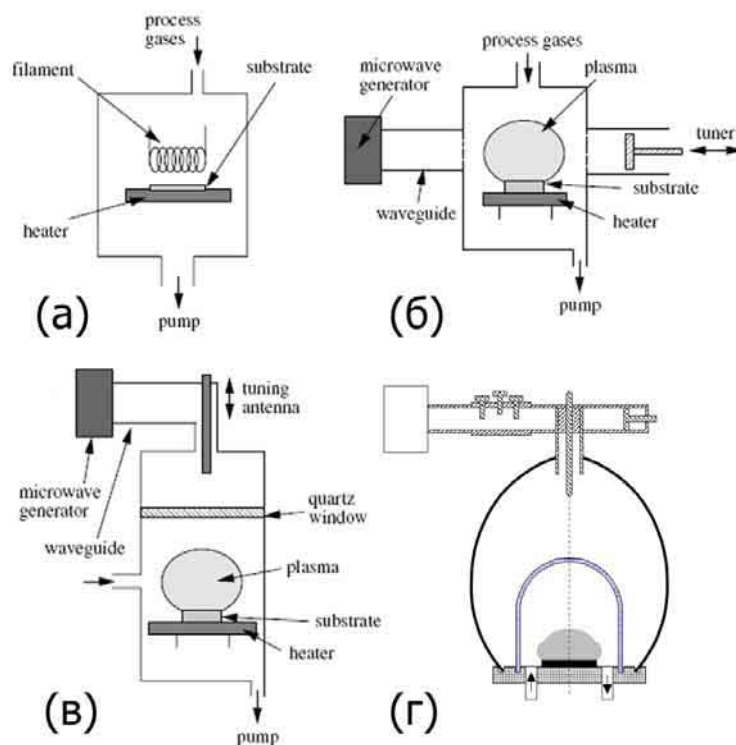 process
gases
filament
substrate
heater
pump
(а)
process gases
microwave
generator
plasma
tuner
waveguide
substrate
heater
pump
(б)
tuning
antenna
microwave
generator
waveguide
quartz
window
plasma
substrate
heater
pump
(в)
(г)